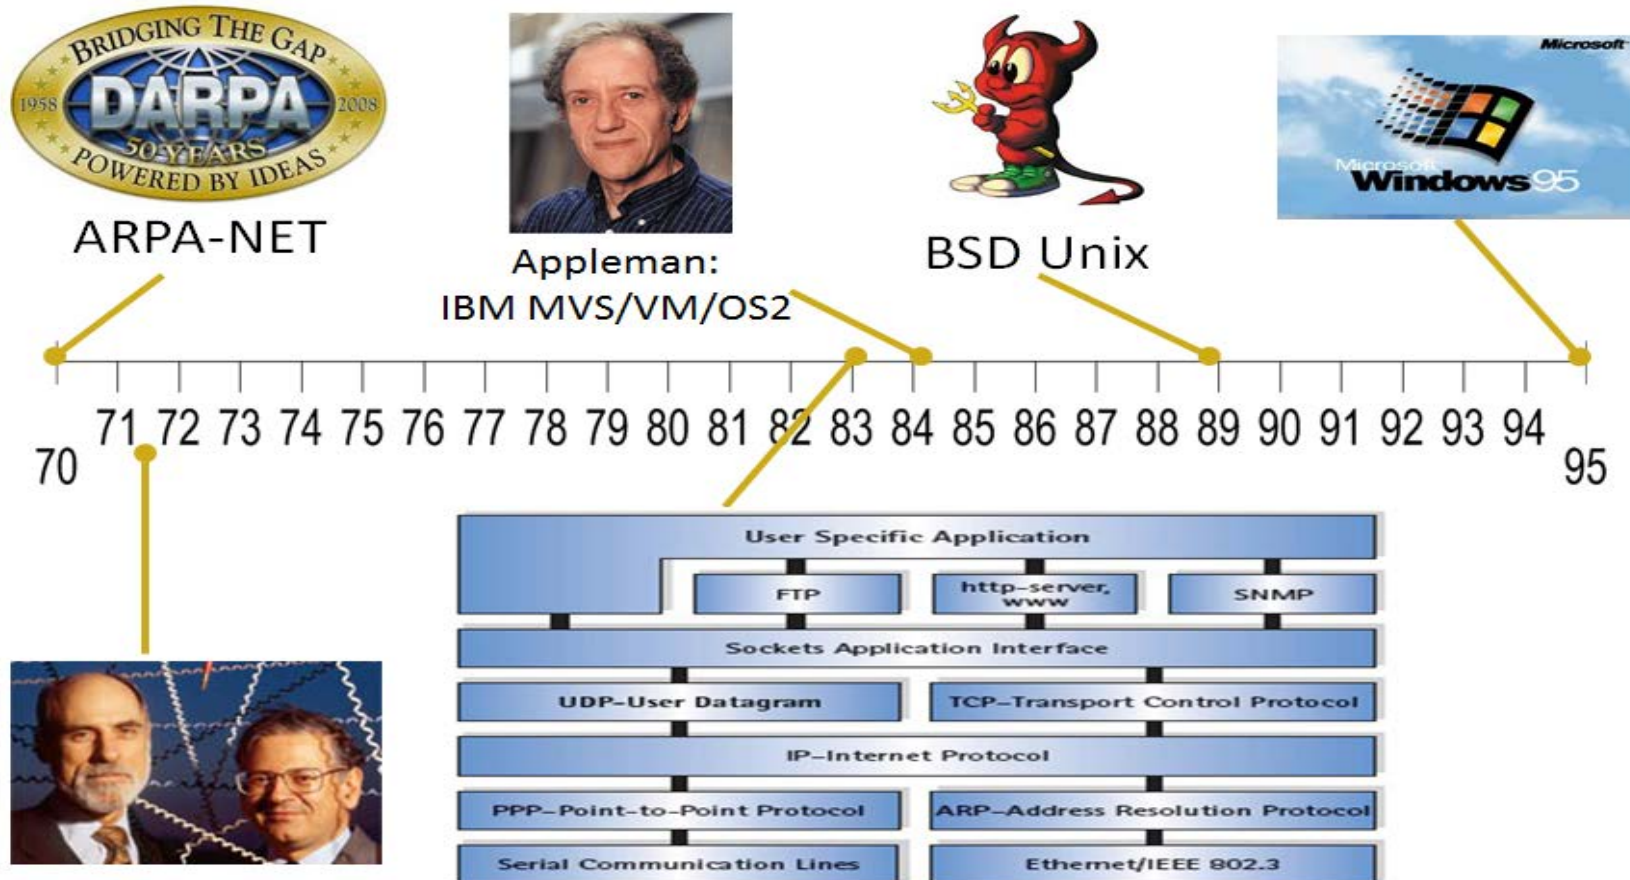 BRIDGING THE GAP
1958 DARPA 2008
50 YEARS
POWERED BY IDEAS
ARPA-NET
Appleman:
IBM MVS/VM/OS2
BSD Unix
Microsoft
Microsoft
Windows 95
71 72 73 74 75 76 77 78 79 80 81 82 83 84 85 86 87 88 89 90 91 92 93 94
70 95
User Specific Application
FTP
http-server,
www
SNMP
Sockets Application Interface
UDP-User Datagram
TCP-Transport Control Protocol
IP-Internet Protocol
PPP-Point-to-Point Protocol
ARP-Address Resolution Protocol
Serial Communication Lines
Ethernet/IEEE 802.3